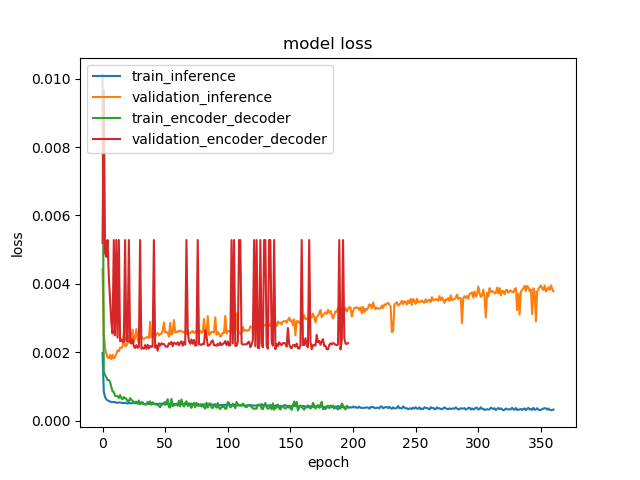 model loss
train_inference
validation_inference
train_encoder_decoder
validation_encoder_decoder
0.010
0.008
0.006
0.004
0.002
0.000
loss
0 50 100 150 200 250 300 350
epoch